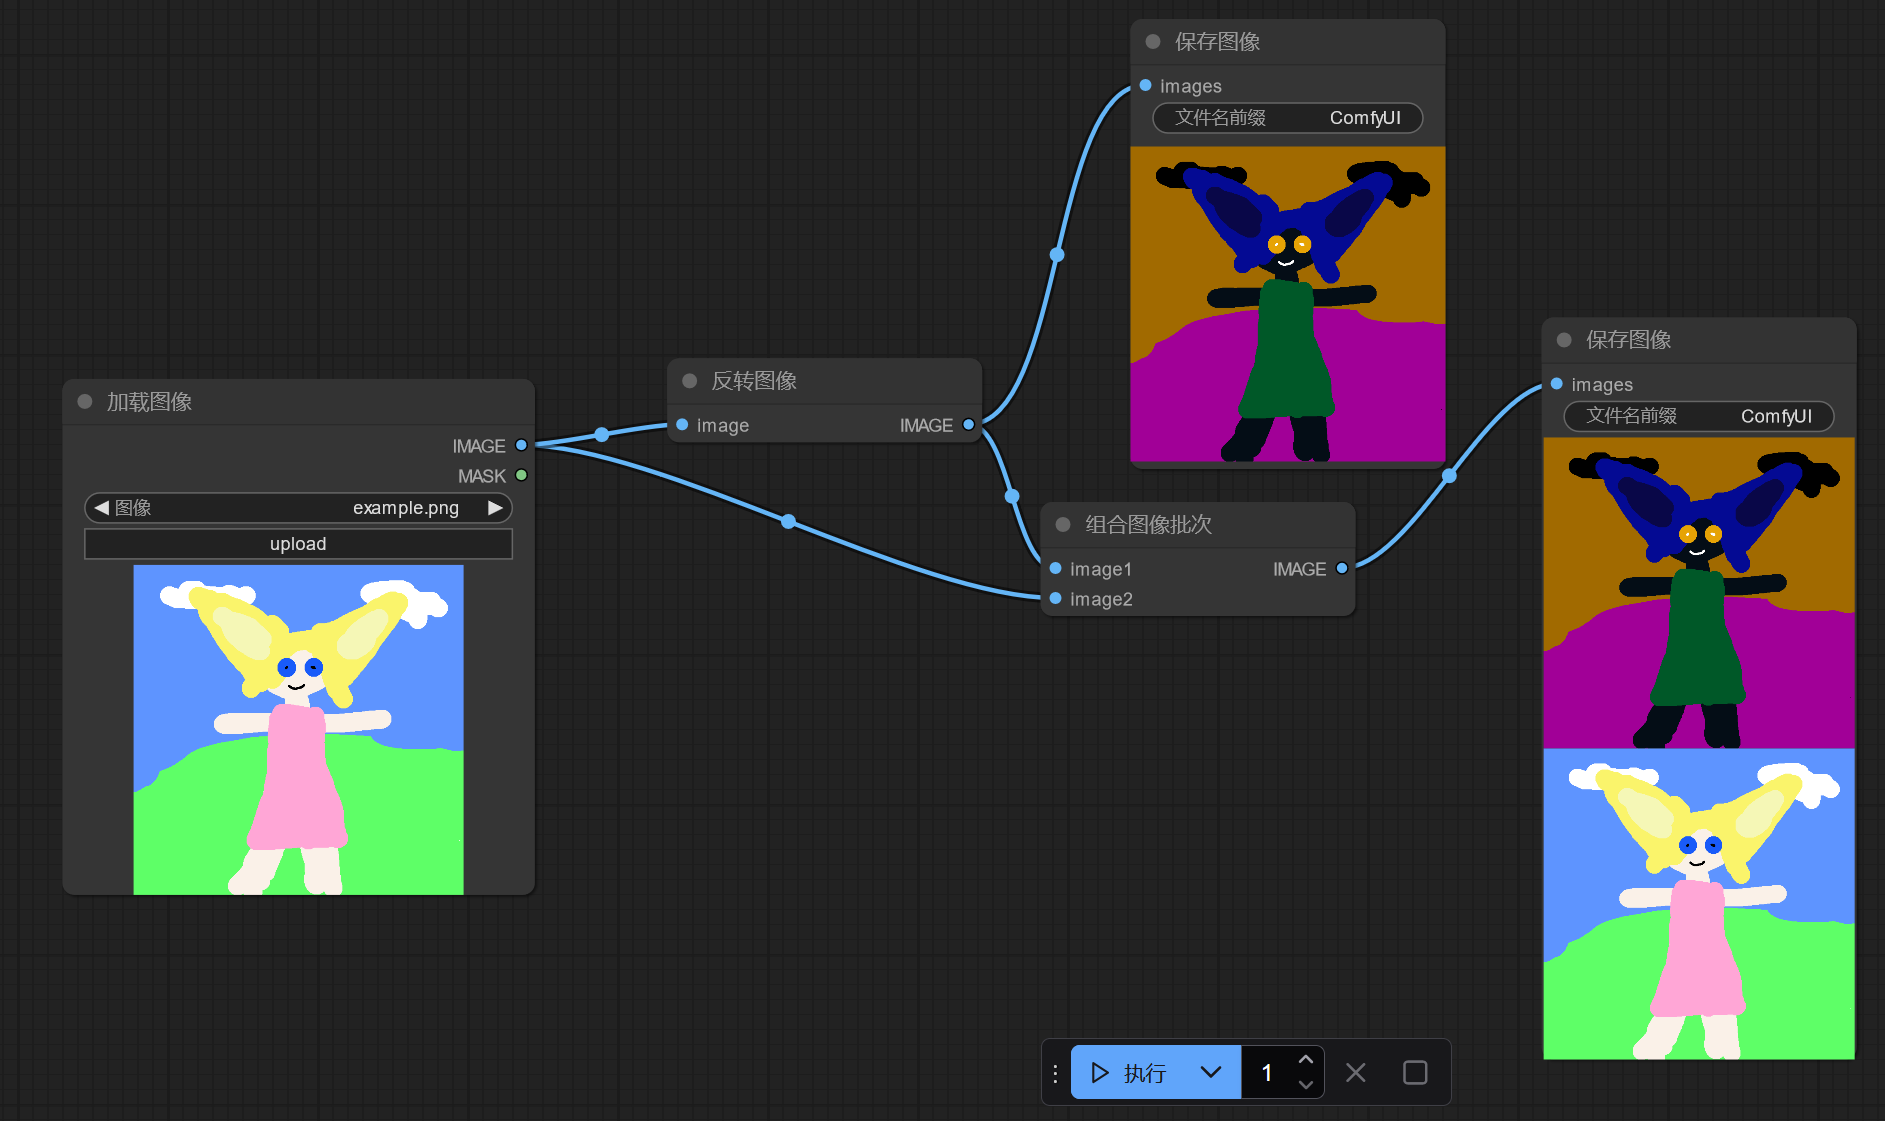 加载图像
IMAGE
MASK
图像 example.png
upload
反转图像
image IMAGE
保存图像
images
文件名前缀 ComfyUI
组合图像批次
image1 IMAGE
image2
保存图像
images
文件名前缀 ComfyUI
执行 1